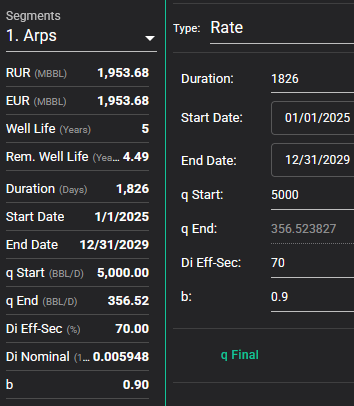 Segments
1. Arps
RUR (MBBL) 1,953.68
EUR (MBBL) 1,953.68
Well Life (Years) 5
Rem. Well Life (Yea... 4.49
Duration (Days) 1,826
Start Date 1/1/2025
End Date 12/31/2029
q Start (BBL/D) 5,000.00
q End (BBL/D) 356.52
Di Eff-Sec (%) 70.00
Di Nominal (1... 0.005948
b 0.90
Type: Rate
Duration: 1826
Start Date: 01/01/2025
End Date: 12/31/2029
q Start: 5000
q End: 356.523827
Di Eff-Sec: 70
b: 0.9
q Final